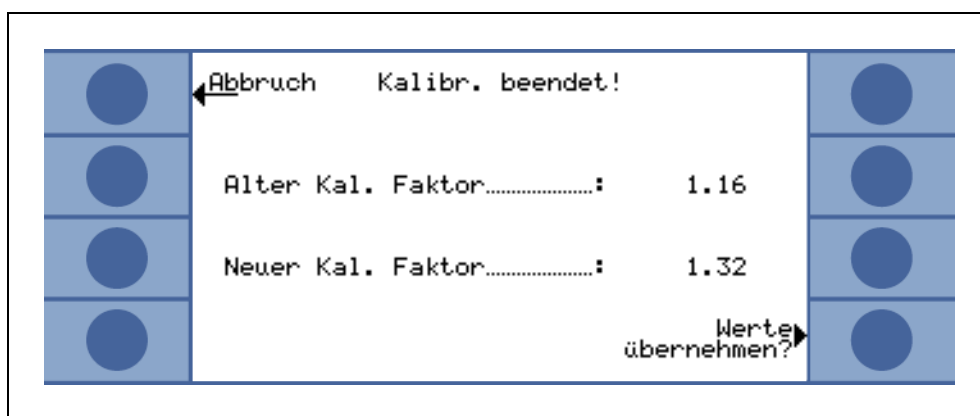 Abbruch Kalibr. beendet!
Alter Kal. Faktor....................: 1.16
Neuer Kal. Faktor....................: 1.32
Werte
übernehmen?